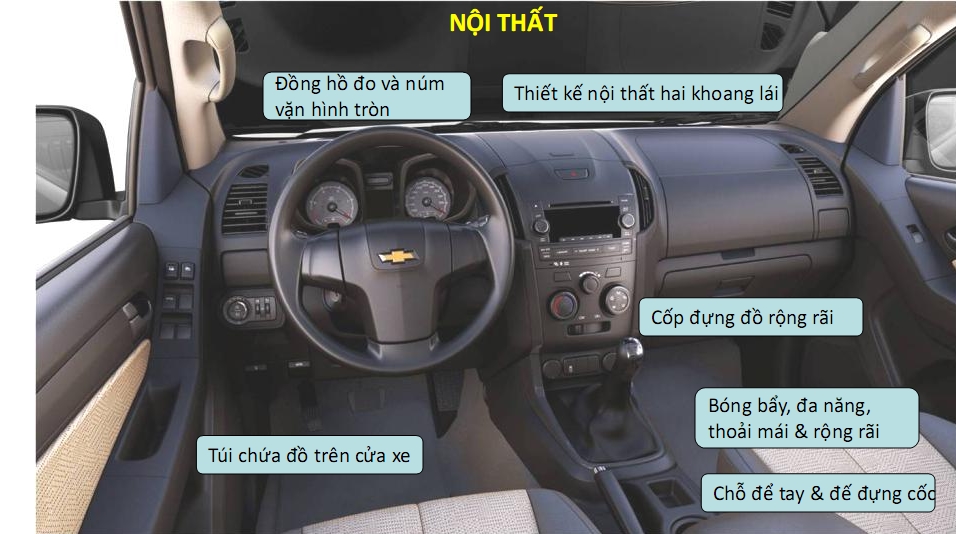 NỘI THẤT
Đồng hồ đo và núm
vặn hình tròn
Thiết kế nội thất hai khoang lái
Cốp đựng đồ rộng rãi
Bóng bẩy, đa năng,
thoải mái & rộng rãi
Túi chứa đồ trên cửa xe
Chỗ để tay & đế đựng cốc